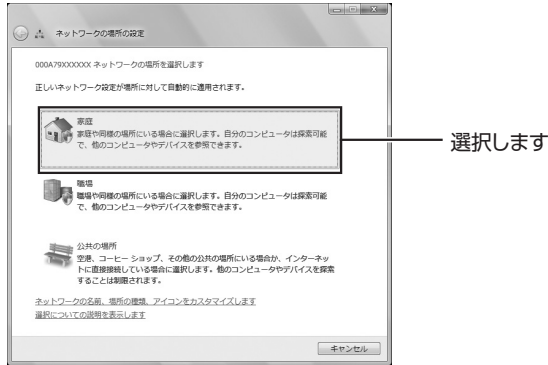 ネットワークの場所の設定
000A79XXXXXX ネットワークの場所を選択します
正しいネットワーク設定が場所に対して自動的に適用されます。
家庭
家庭や同様の場所にいる場合に選択します。自分のコンピュータは探索可能
で、他のコンピュータやデバイスを参照できます。
選択します
職場
職場や同様の場所にいる場合に選択します。自分のコンピュータは探索可能
で、他のコンピュータやデバイスを参照できます。
公共の場所
空港、コーヒー ショップ、その他の公共の場所にいる場合か、インターネッ
トに直接接続している場合に選択します。他のコンピュータやデバイスを探索
することは制限されます。
ネットワークの名前、場所の種類、アイコンをカスタマイズします
選択についての説明を表示します
キャンセル